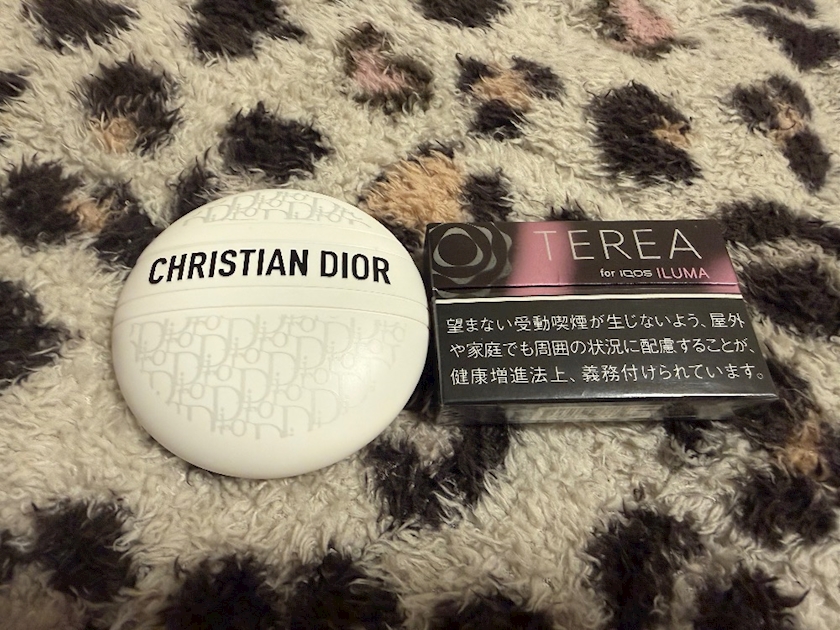 CHRISTIAN DIOR
TEREA
for IQOS ILUMA
望まない受動喫煙が生じないよう、屋外
や家庭でも周囲の状況に配慮することが、
健康増進法上、義務付けられています。